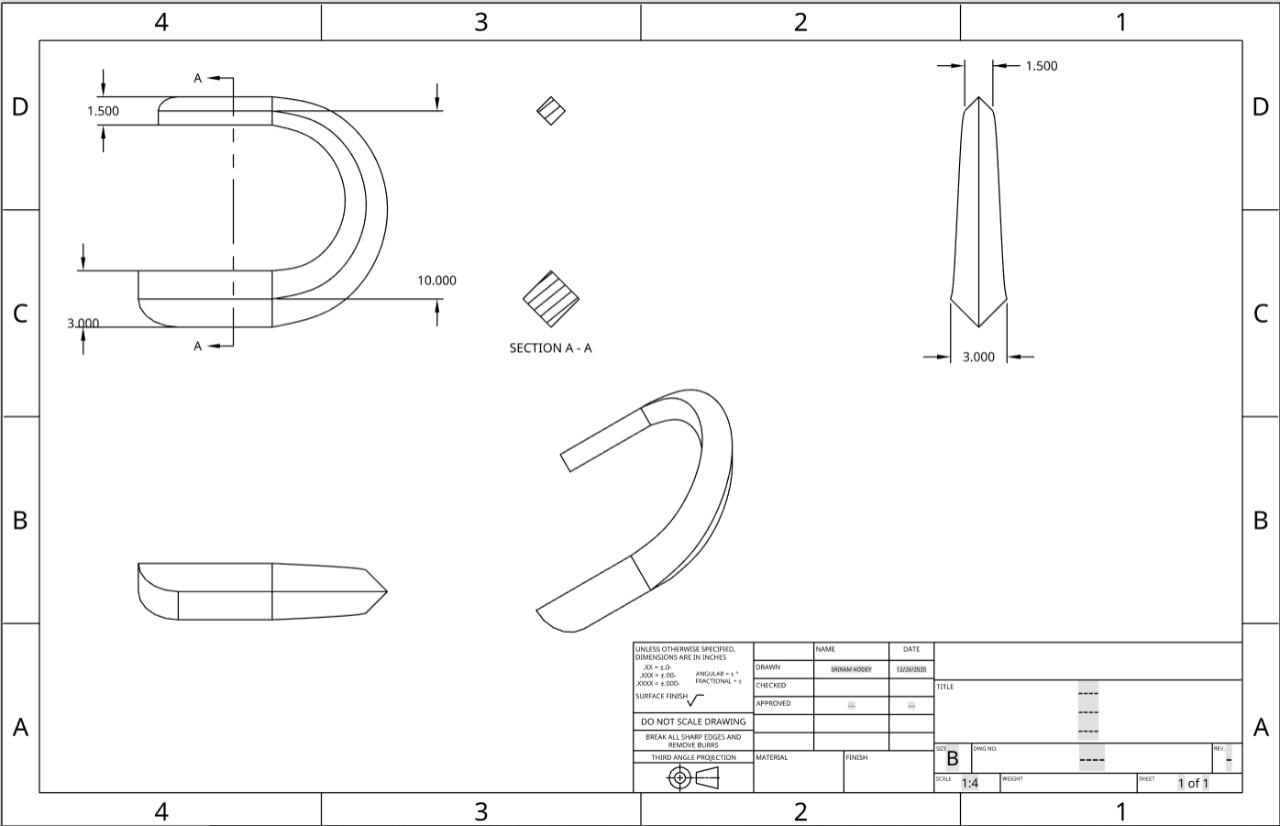 4 3 2 1
D
D
C
C
B
B
A
A
4 3 2 1
A
1.500
10.000
3.000
A
SECTION A - A
1.500
3.000
UNLESS OTHERWISE SPECIFIED,
DIMENSIONS ARE IN INCHES
.XX = ±.0-
.XXX = ±.00-
.XXXX = ±.000-
ANGULAR = ± °
FRACTIONAL = ±
SURFACE FINISH
DO NOT SCALE DRAWING
BREAK ALL SHARP EDGES AND
REMOVE BURRS
THIRD ANGLE PROJECTION
NAME DATE
DRAWN SRIRAM KODEY 12/26/2020
CHECKED
APPROVED --- ---
MATERIAL FINISH
TITLE
----
----
----
SIZE B DWG NO. ---- REV. -
SCALE 1:4 WEIGHT SHEET 1 of 1